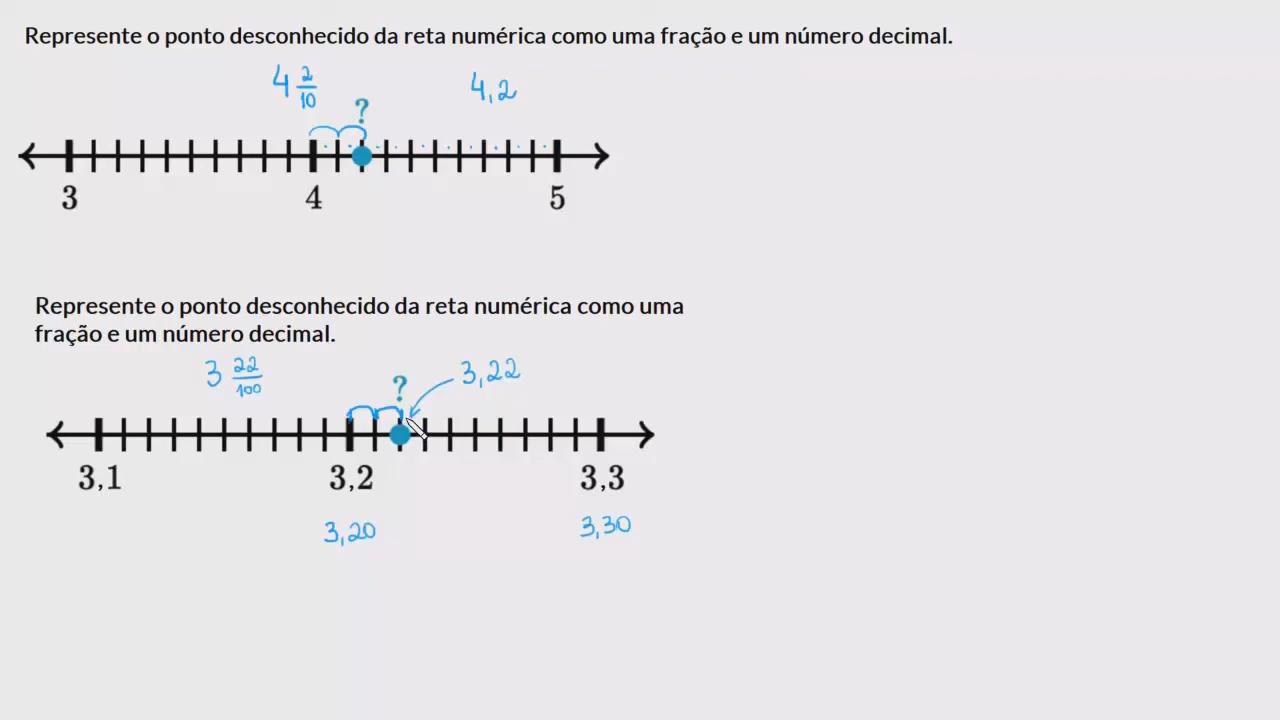 Represente o ponto desconhecido da reta numérica como uma fração e um número decimal.
4 2/10 4,2
?
3 4 5
Represente o ponto desconhecido da reta numérica como uma
fração e um número decimal.
3 22/100 3,22
?
3,1 3,2 3,3
3,20 3,30